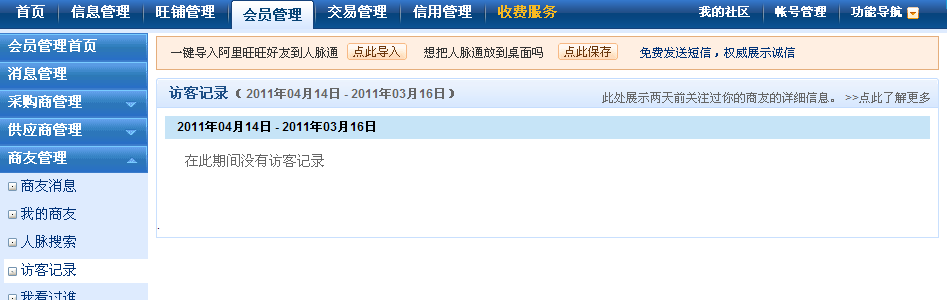 首页 信息管理 旺铺管理 会员管理 交易管理 信用管理 收费服务 我的社区 帐号管理 功能导航
会员管理首页
消息管理
采购商管理
供应商管理
商友管理
商友消息
我的商友
人脉搜索
访客记录
我看过谁
一键导入阿里旺旺好友到人脉通 点此导入 想把人脉通放到桌面吗 点此保存 免费发送短信，权威展示诚信
访客记录（2011年04月14日 - 2011年03月16日） 此处展示两天前关注过你的商友的详细信息。 >>点此了解更多
2011年04月14日 - 2011年03月16日
在此期间没有访客记录